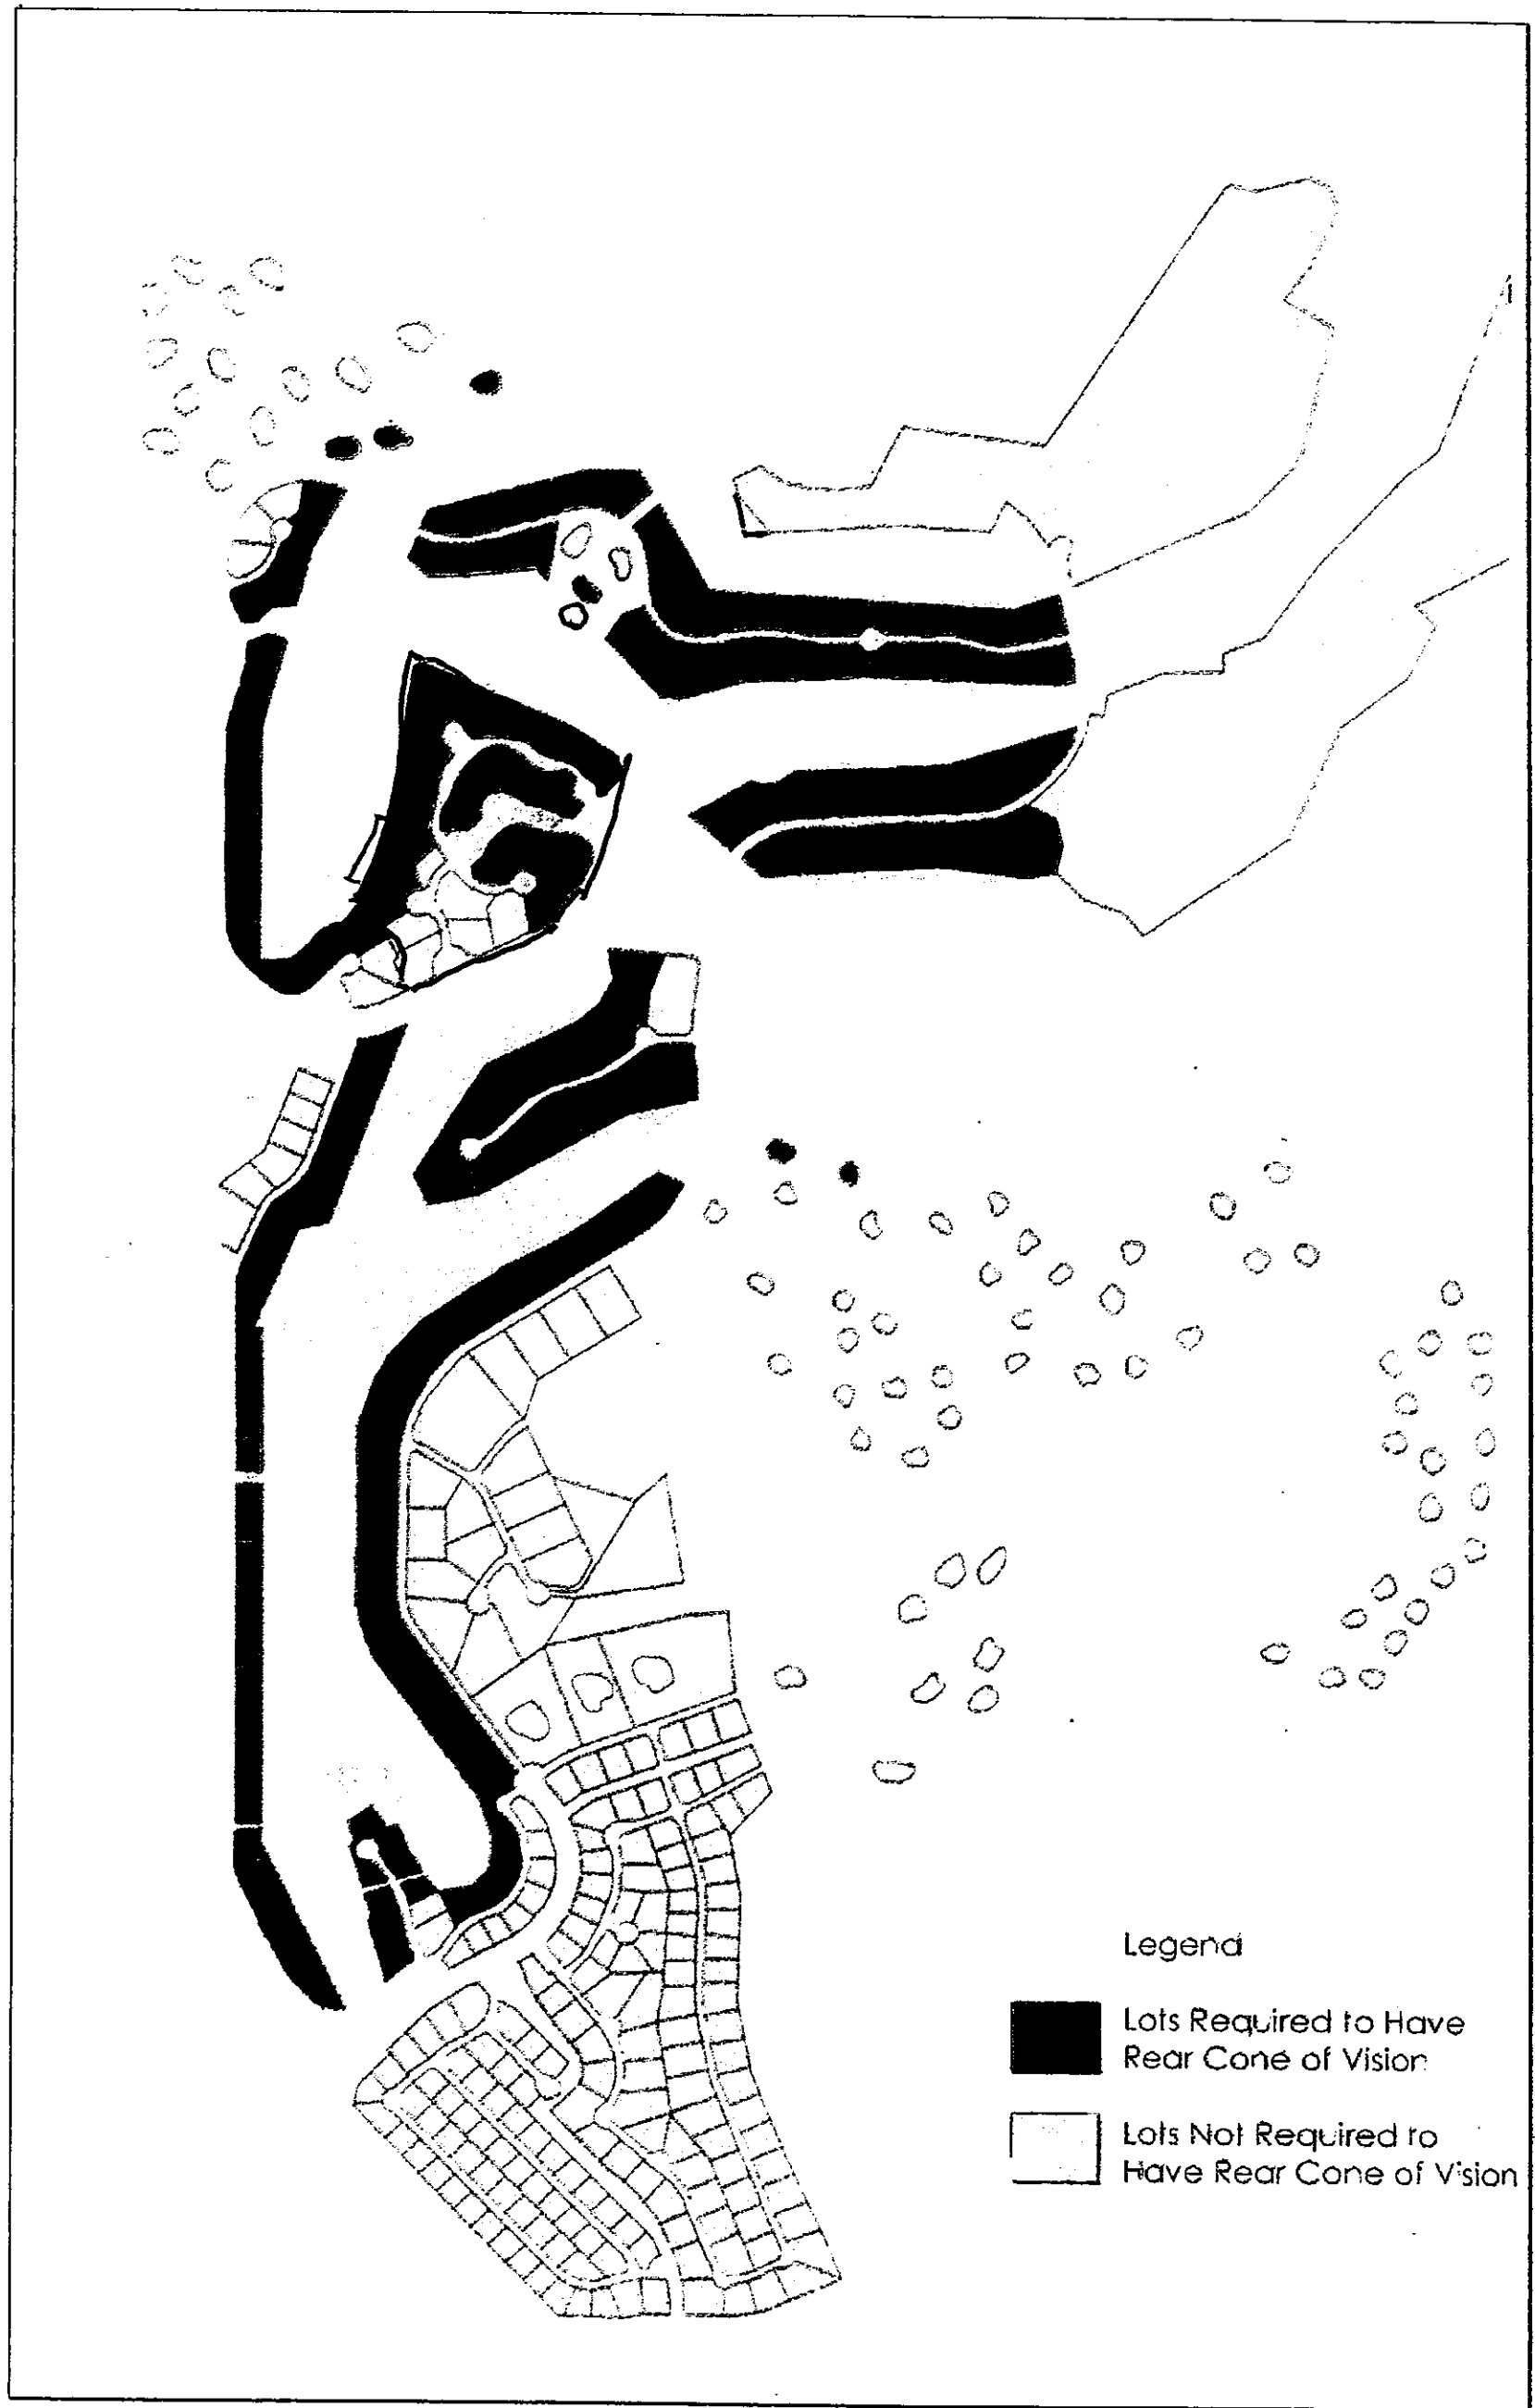 Legend
Lots Required to Have
Rear Cone of Vision
Lots Not Required to
Have Rear Cone of Vision